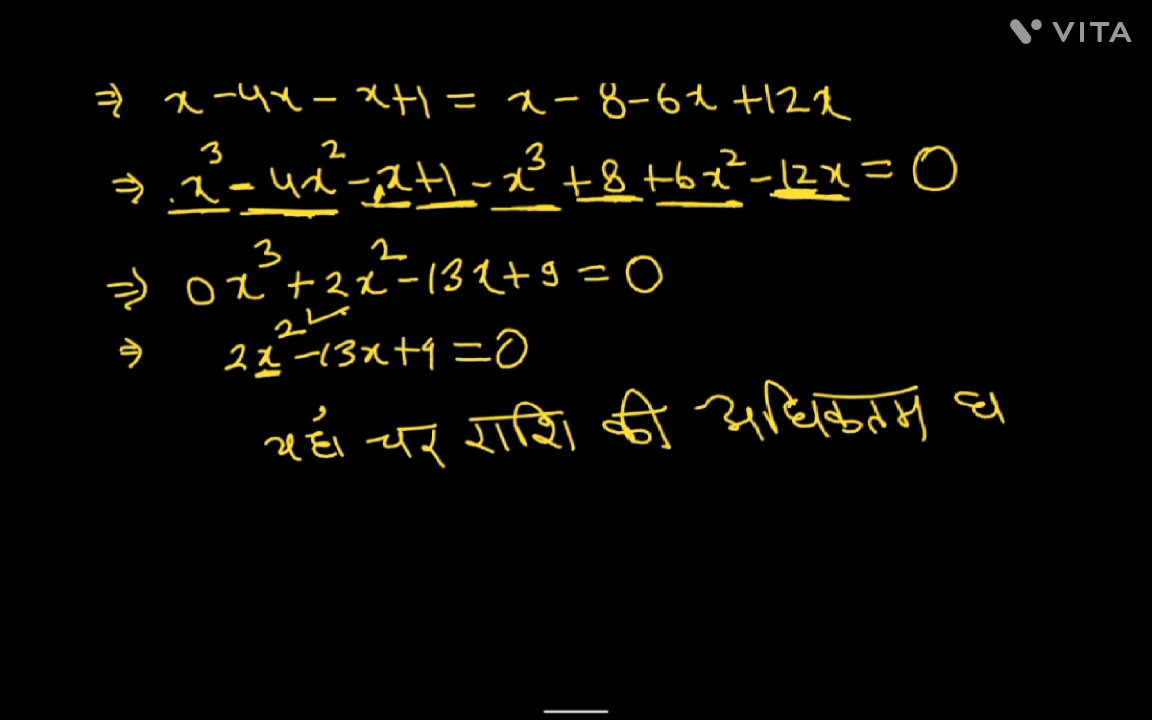 VITA
⇒ x - 4x - x + 1 = x - 8 - 6x + 12x
⇒ x³ - 4x² - x + 1 - x³ + 8 + 6x² - 12x = 0
⇒ 0x³ + 2x² - 13x + 9 = 0
⇒ 2x² - 13x + 9 = 0
यहां चर राशि की अधिकतम घ